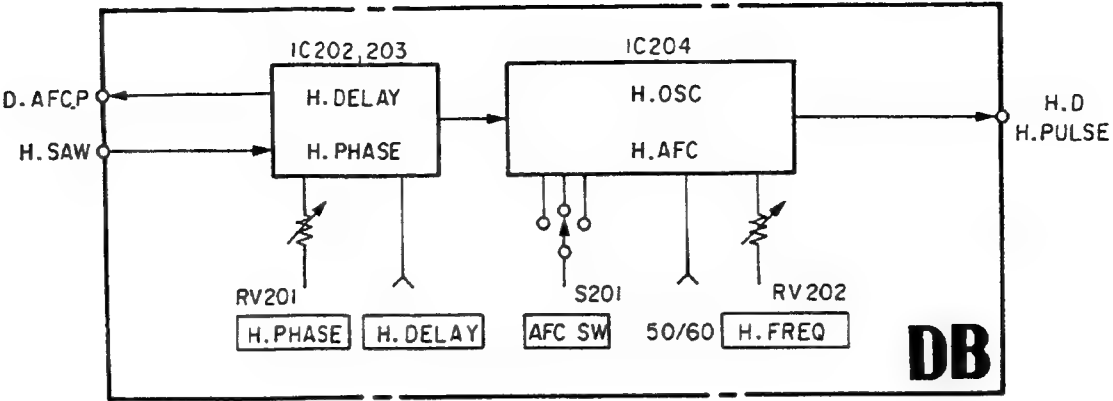 IC202,203
IC204
D.AFC.P
H.DELAY
H.OSC
H.D
H.PULSE
H.SAW
H.PHASE
H.AFC
RV201
S201
RV202
H.PHASE
H.DELAY
AFC SW
50/60
H.FREQ
DB